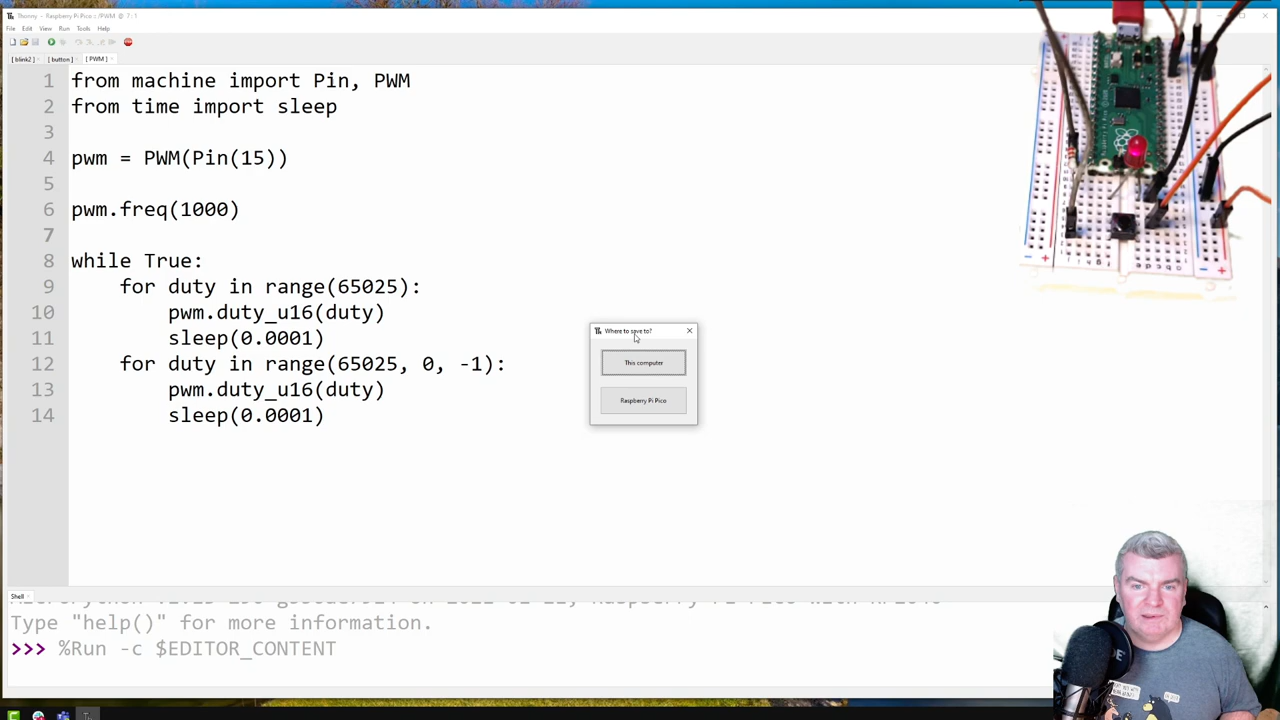 Thonny - Raspberry Pi Pico :: /PWM @ 7 : 1
File Edit View Run Tools Help
[ blink2 ] [ button ] [ PWM ]
1 from machine import Pin, PWM
2 from time import sleep
3
4 pwm = PWM(Pin(15))
5
6 pwm.freq(1000)
7
8 while True:
9 for duty in range(65025):
10 pwm.duty_u16(duty)
11 sleep(0.0001)
12 for duty in range(65025, 0, -1):
13 pwm.duty_u16(duty)
14 sleep(0.0001)
Where to save to?
This computer
Raspberry Pi Pico
Shell
Type "help()" for more information.
>>> %Run -c $EDITOR_CONTENT